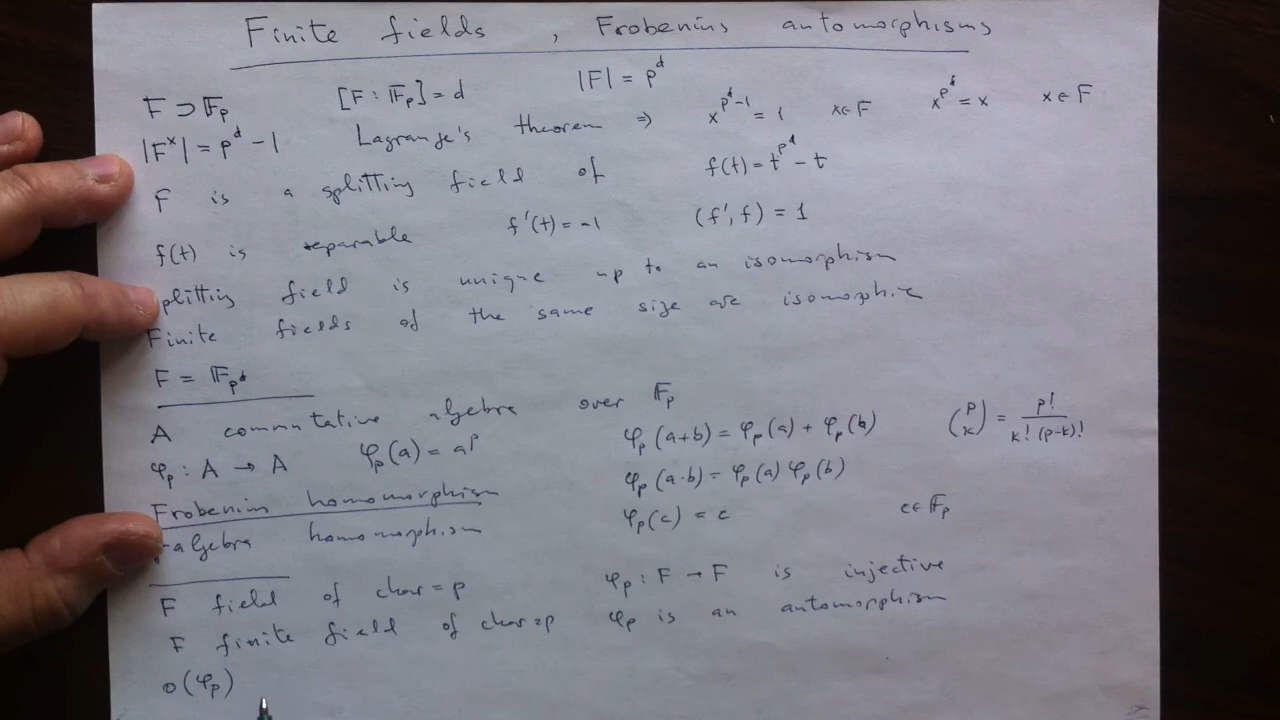 Finite fields , Frobenius automorphisms
F ⊃ 𝔽_p [F : 𝔽_p] = d |F| = p^d
|F^×| = p^d - 1 Lagrange's theorem ⇒ x^{p^d-1} = 1 x∈F x^{p^d} = x x∈F
F is a splitting field of f(t) = t^{p^d} - t
f(t) is separable f'(t) = -1 (f', f) = 1
plitting field is unique up to an isomorphism
Finite fields of the same size are isomorphic
F = 𝔽_{p^d}
A commutative algebra over 𝔽_p
φ_p : A → A φ_p(a) = a^p φ_p(a+b) = φ_p(a) + φ_p(b) (p k) = p! / k! (p-k)!
Frobenius homomorphism φ_p(a·b) = φ_p(a) φ_p(b)
-algebra homomorphism φ_p(c) = c c∈𝔽_p
F field of char = p φ_p : F → F is injective
F finite field of char=p φ_p is an automorphism
o(φ_p)